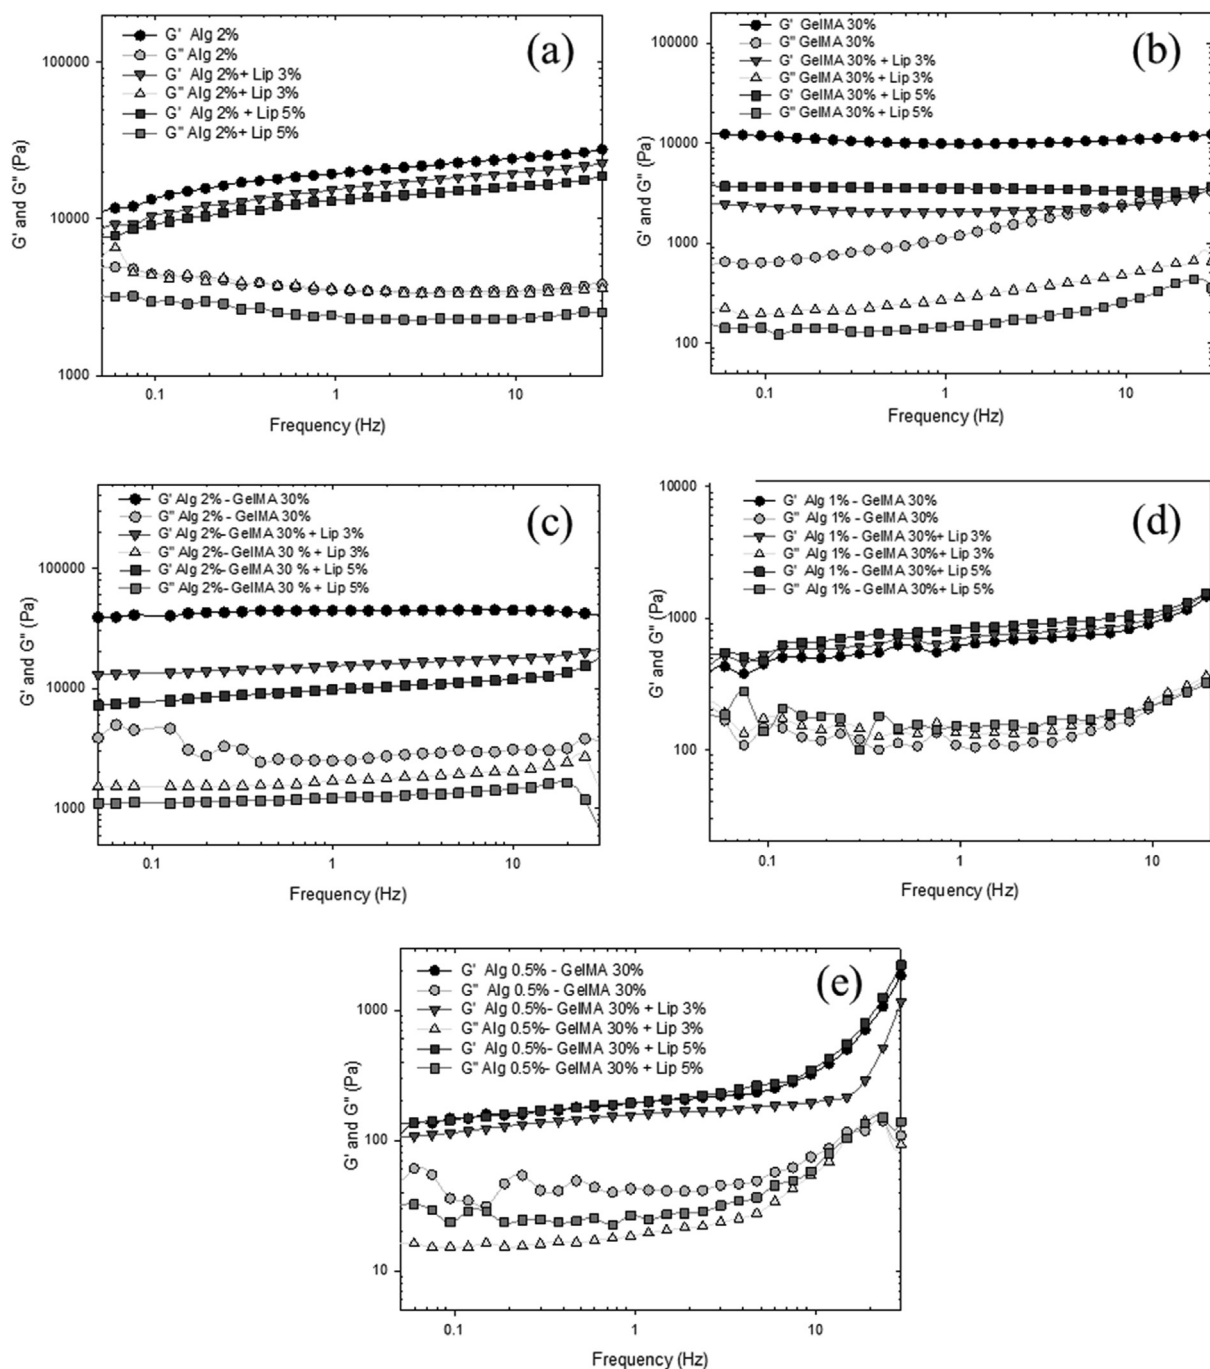 (a)
G' Alg 2%
G" Alg 2%
G' Alg 2%+ Lip 3%
G" Alg 2%+ Lip 3%
G' Alg 2% + Lip 5%
G" Alg 2%+ Lip 5%
100000
10000
1000
G' and G" (Pa)
0.1 1 10
Frequency (Hz)
(b)
G' GelMA 30%
G" GelMA 30%
G' GelMA 30% + Lip 3%
G" GelMA 30% + Lip 3%
G' GelMA 30% + Lip 5%
G" GelMA 30% + Lip 5%
100000
10000
1000
100
G' and G" (Pa)
0.1 1 10
Frequency (Hz)
(c)
G' Alg 2% - GelMA 30%
G" Alg 2% - GelMA 30%
G' Alg 2%- GelMA 30% + Lip 3%
G" Alg 2%- GelMA 30 % + Lip 3%
G' Alg 2%- GelMA 30 % + Lip 5%
G" Alg 2%- GelMA 30 % + Lip 5%
100000
10000
1000
G' and G" (Pa)
0.1 1 10
Frequency (Hz)
(d)
G' Alg 1% - GelMA 30%
G" Alg 1% - GelMA 30%
G' Alg 1% - GelMA 30%+ Lip 3%
G" Alg 1% - GelMA 30%+ Lip 3%
G' Alg 1% - GelMA 30%+ Lip 5%
G" Alg 1% - GelMA 30%+ Lip 5%
10000
1000
100
G' and G" (Pa)
0.1 1 10
Frequency (Hz)
(e)
G' Alg 0.5% - GelMA 30%
G" Alg 0.5% - GelMA 30%
G' Alg 0.5%- GelMA 30% + Lip 3%
G" Alg 0.5%- GelMA 30% + Lip 3%
G' Alg 0.5%- GelMA 30% + Lip 5%
G" Alg 0.5%- GelMA 30% + Lip 5%
1000
100
10
G' and G" (Pa)
0.1 1 10
Frequency (Hz)